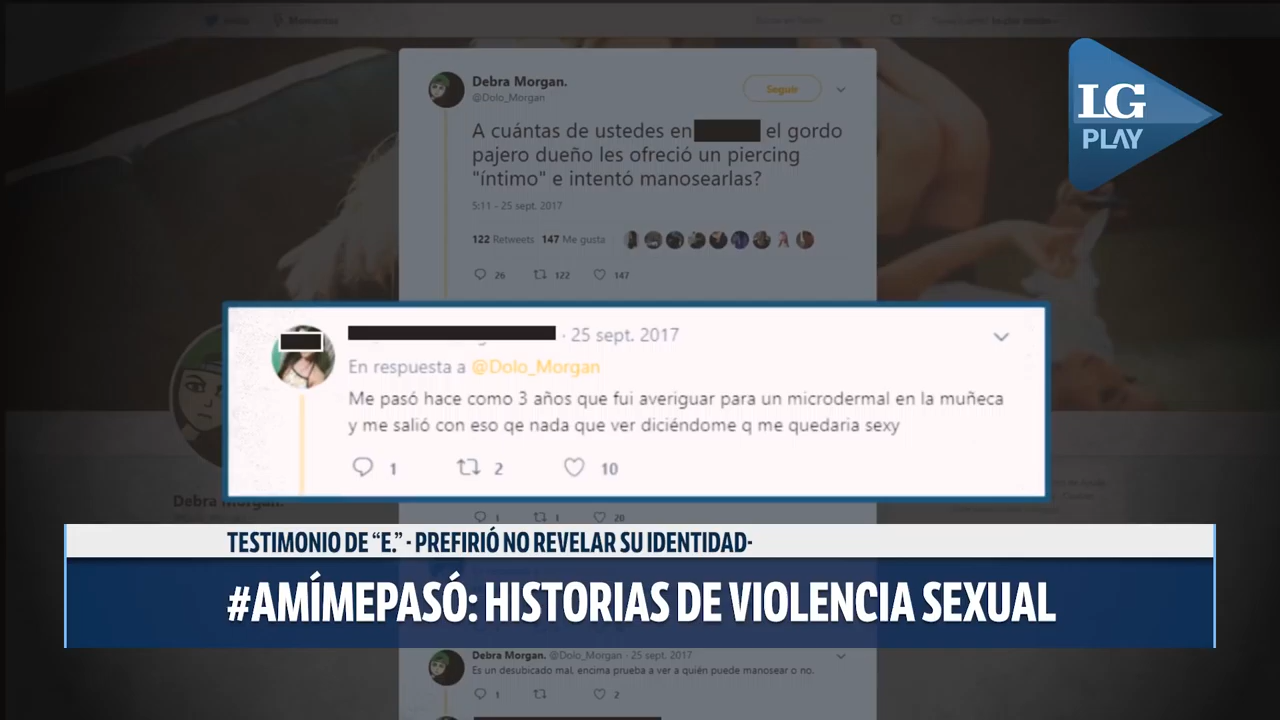 LG
PLAY
Debra Morgan.
@Dolo_Morgan
Seguir
A cuántas de ustedes en el gordo
pajero dueño les ofreció un piercing
"íntimo" e intentó manosearlas?
5:11 - 25 sept. 2017
122 Retweets 147 Me gusta
26 122 147
· 25 sept. 2017
En respuesta a @Dolo_Morgan
Me pasó hace como 3 años que fui averiguar para un microdermal en la muñeca
y me salió con eso qe nada que ver diciéndome q me quedaria sexy
1 2 10
Debra Morgan.
1 1 20
TESTIMONIO DE “E.” - PREFIRIÓ NO REVELAR SU IDENTIDAD-
#AMÍMEPASÓ: HISTORIAS DE VIOLENCIA SEXUAL
Debra Morgan. @Dolo_Morgan · 25 sept. 2017
Es un desubicado mal, encima prueba a ver a quién puede manosear o no.
1 2